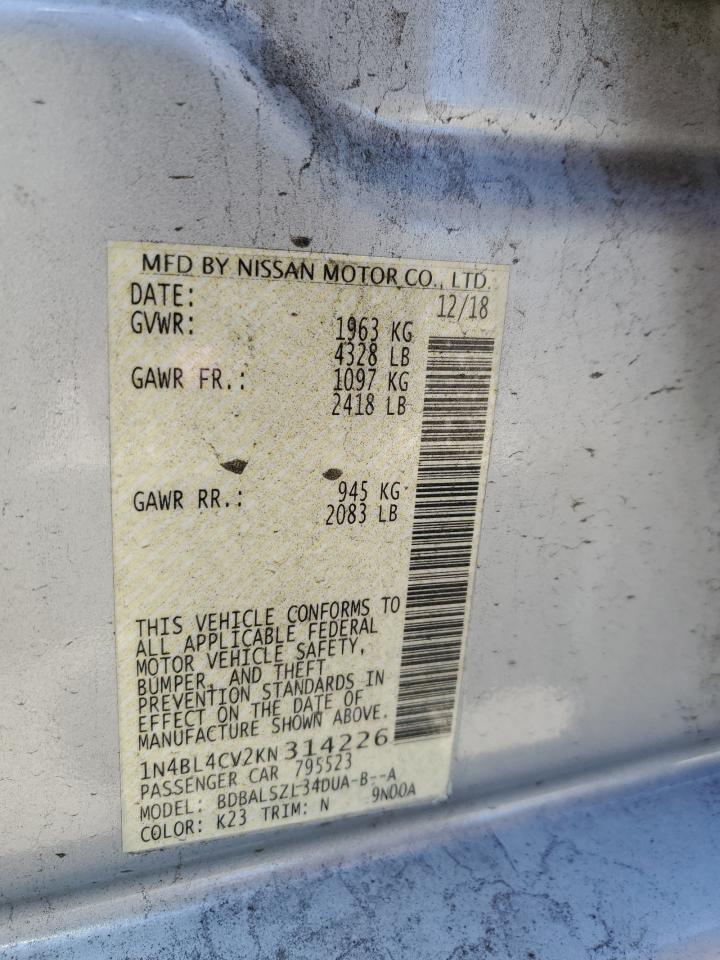 MFD BY NISSAN MOTOR CO., LTD.
DATE: 12/18
GVWR: 1963 KG
4328 LB
GAWR FR.: 1097 KG
2418 LB
GAWR RR.: 945 KG
2083 LB
THIS VEHICLE CONFORMS TO
ALL APPLICABLE FEDERAL
MOTOR VEHICLE SAFETY,
BUMPER, AND THEFT
PREVENTION STANDARDS IN
EFFECT ON THE DATE OF
MANUFACTURE SHOWN ABOVE.
1N4BL4CV2KN314226
PASSENGER CAR 795523
MODEL: BDBALSZL34DUA-B--A
COLOR: K23 TRIM: N 9N00A